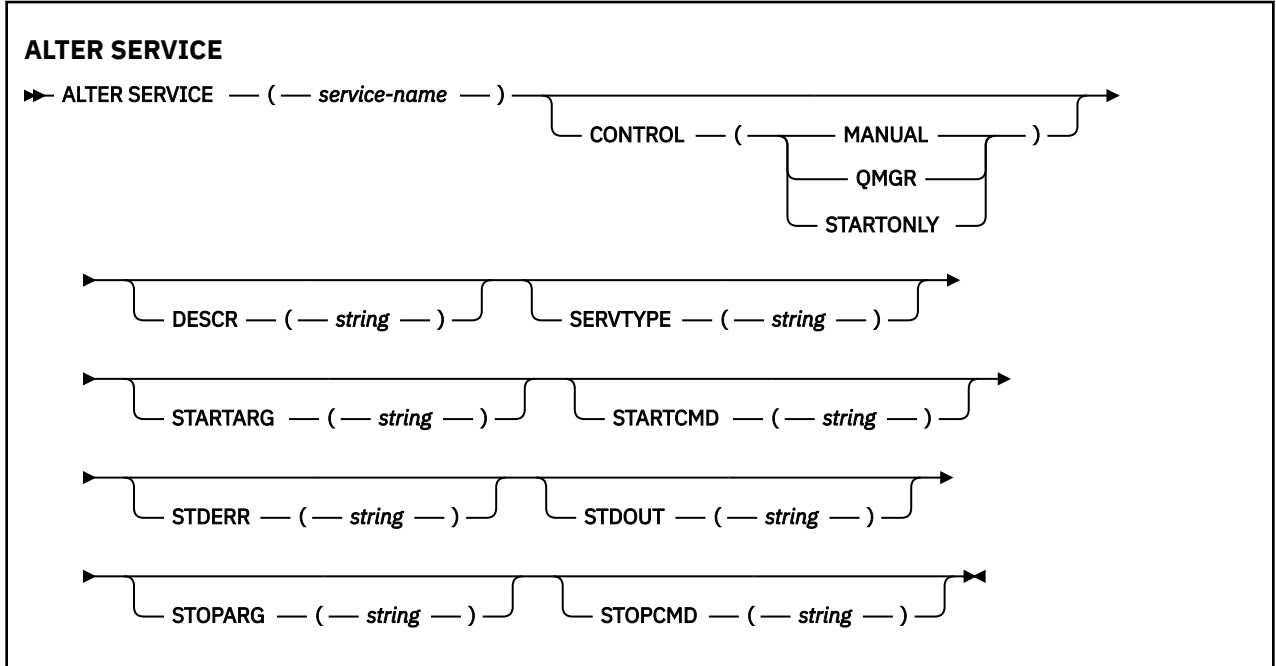 ALTER SERVICE
ALTER SERVICE ( service-name )
CONTROL ( MANUAL )
QMGR
STARTONLY
DESCR ( string ) SERVTYPE ( string )
STARTARG ( string ) STARTCMD ( string )
STDERR ( string ) STDOUT ( string )
STOPARG ( string ) STOPCMD ( string )